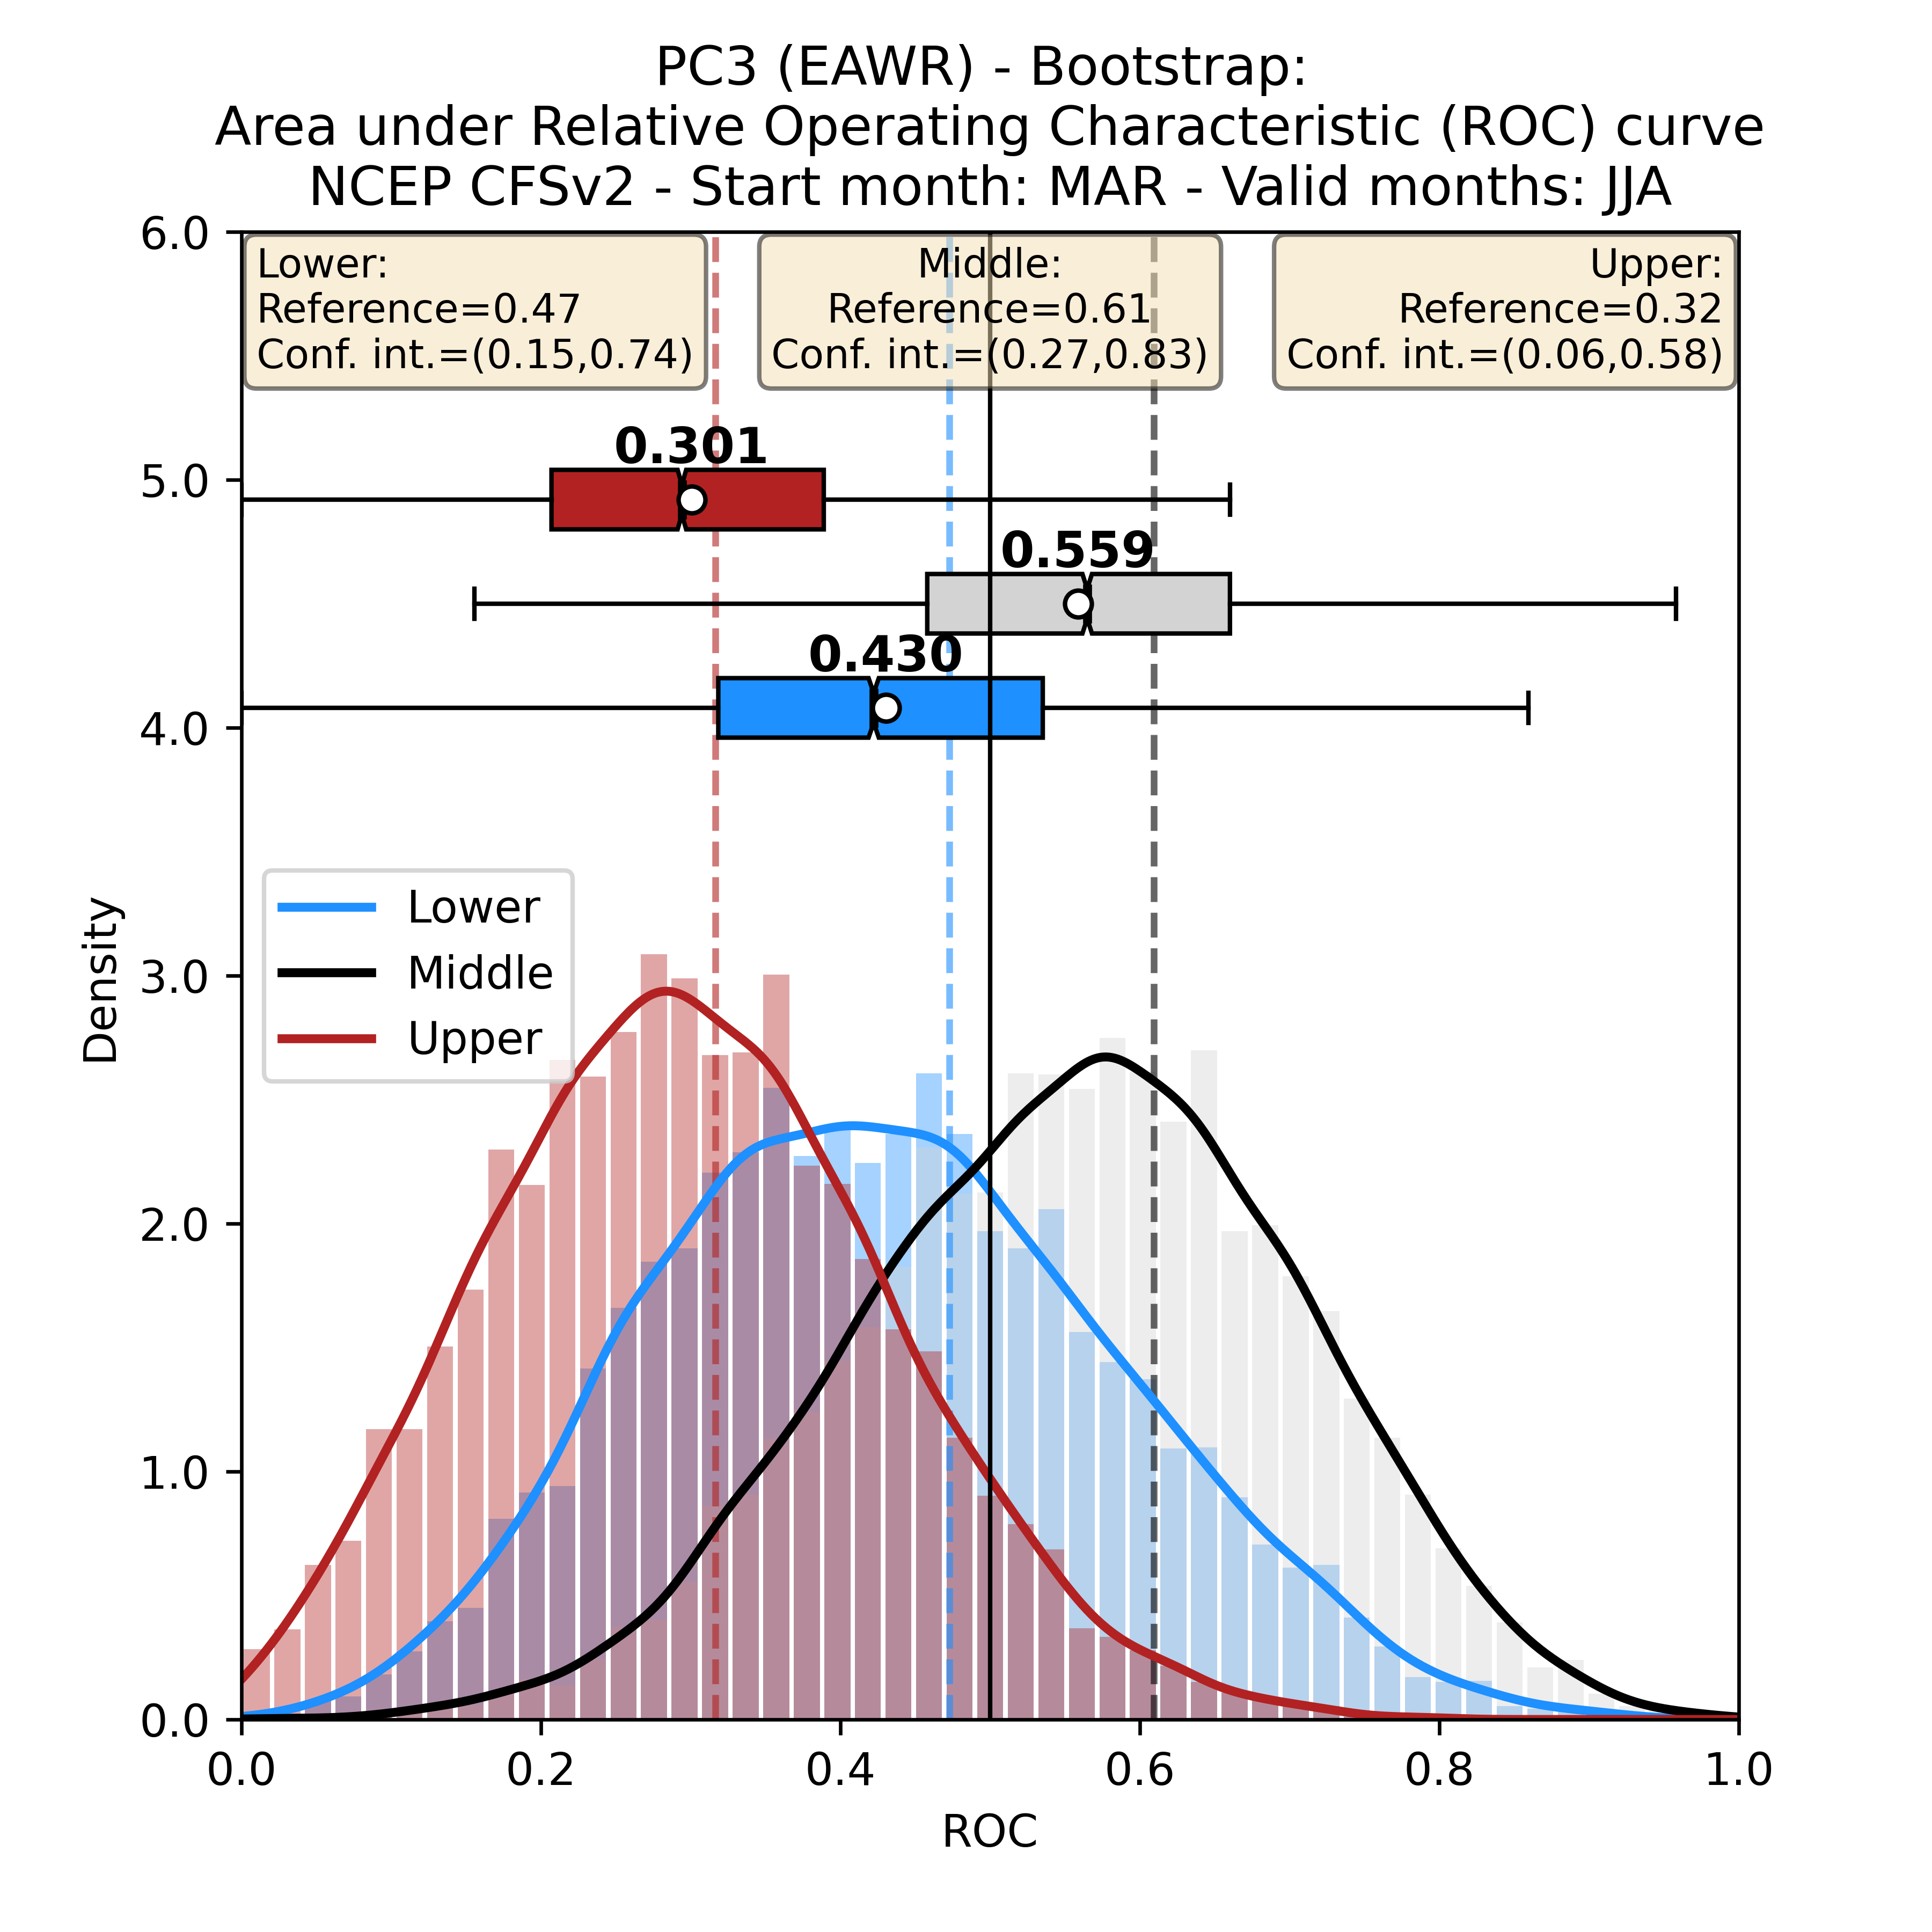 PC3 (EAWR) - Bootstrap:
Area under Relative Operating Characteristic (ROC) curve
NCEP CFSv2 - Start month: MAR - Valid months: JJA
Lower:
Reference=0.47
Conf. int.=(0.15,0.74)
Middle:
Reference=0.61
Conf. int.=(0.27,0.83)
Upper:
Reference=0.32
Conf. int.=(0.06,0.58)
0.301
0.559
0.430
Lower
Middle
Upper
Density
6.0
5.0
4.0
3.0
2.0
1.0
0.0
0.0 0.2 0.4 0.6 0.8 1.0
ROC